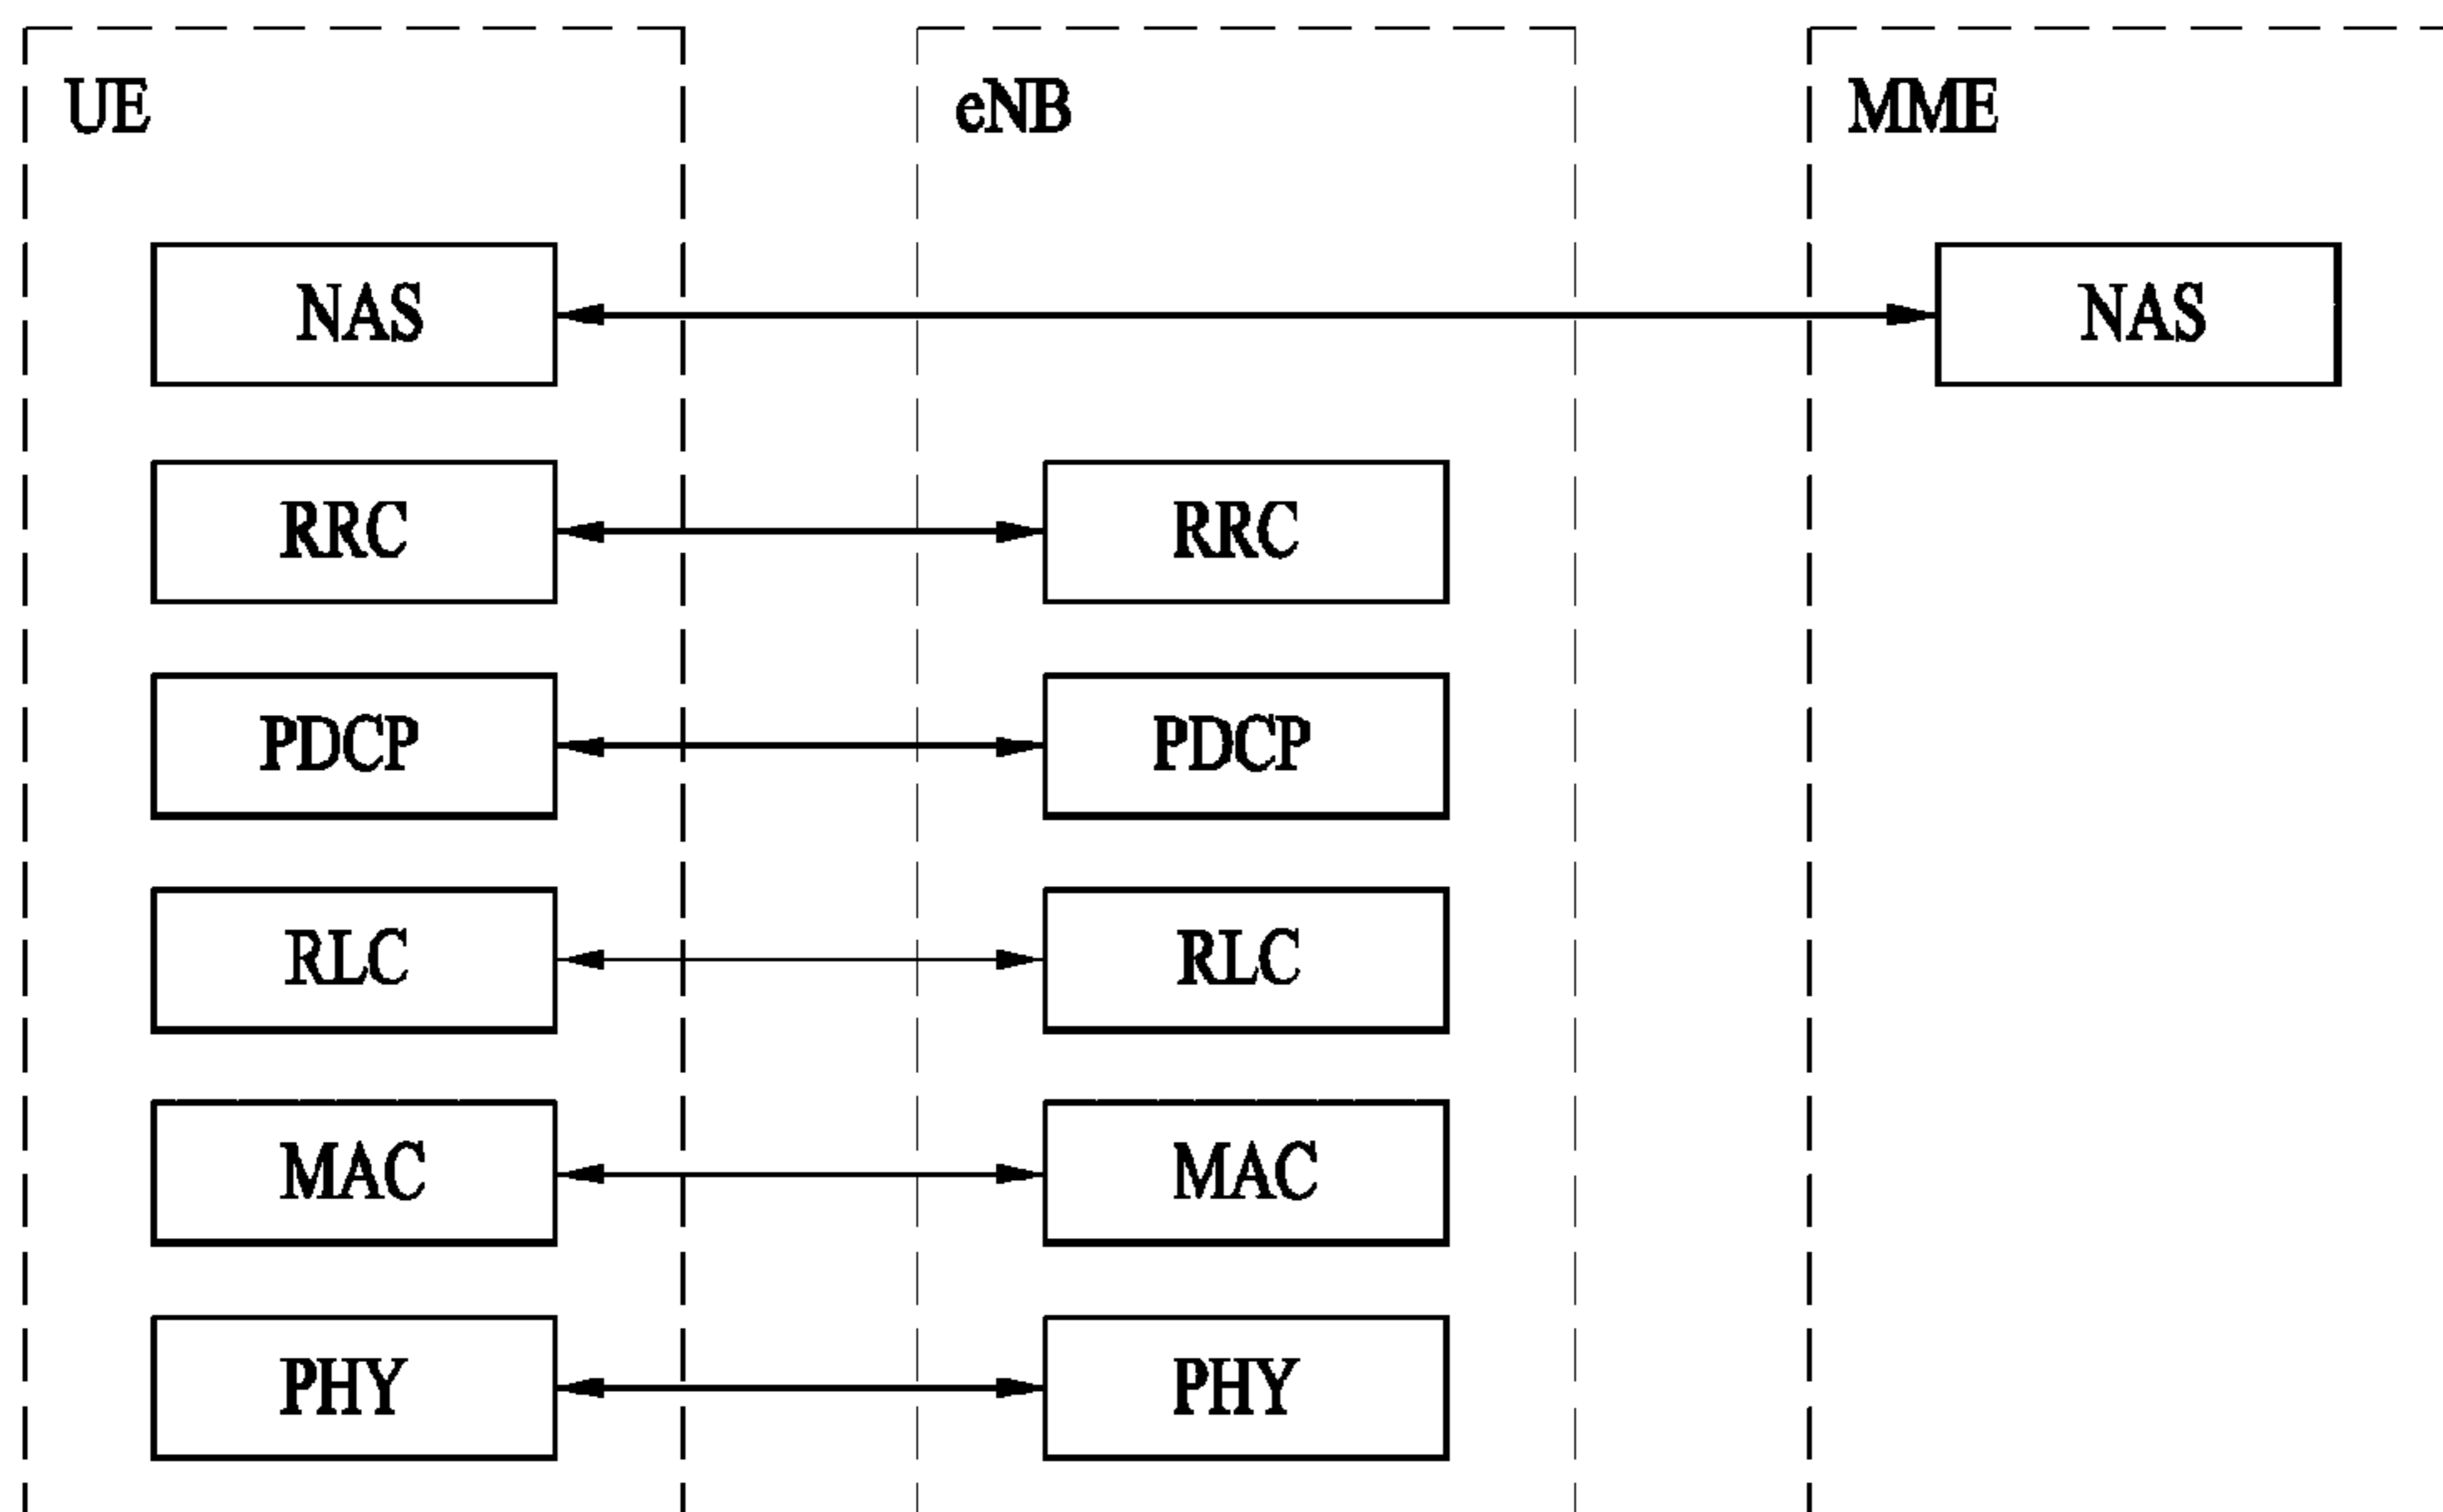 UE eNB MME
NAS NAS
RRC RRC
PDCP PDCP
RLC RLC
MAC MAC
PHY PHY